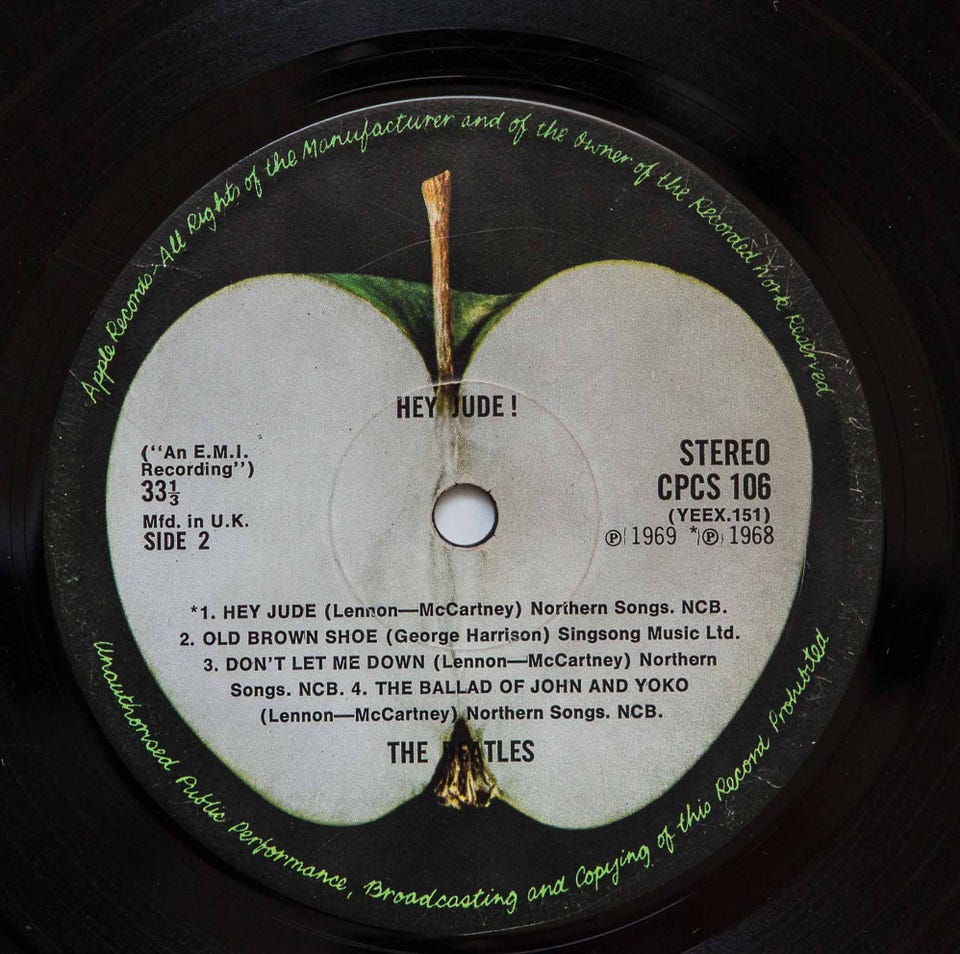 Apple Records-All Rights of the Manufacturer and of the Owner of the Recorded Work Reserved
HEY JUDE!
("An E.M.I.
Recording")
33⅓
Mfd. in U.K.
SIDE 2
STEREO
CPCS 106
(YEEX.151)
℗ 1969 *℗ 1968
*1. HEY JUDE (Lennon—McCartney) Northern Songs. NCB.
2. OLD BROWN SHOE (George Harrison) Singsong Music Ltd.
3. DON'T LET ME DOWN (Lennon—McCartney) Northern
Songs. NCB. 4. THE BALLAD OF JOHN AND YOKO
(Lennon—McCartney) Northern Songs. NCB.
THE BEATLES
Unauthorised Public Performance, Broadcasting and Copying of this Record Prohibited